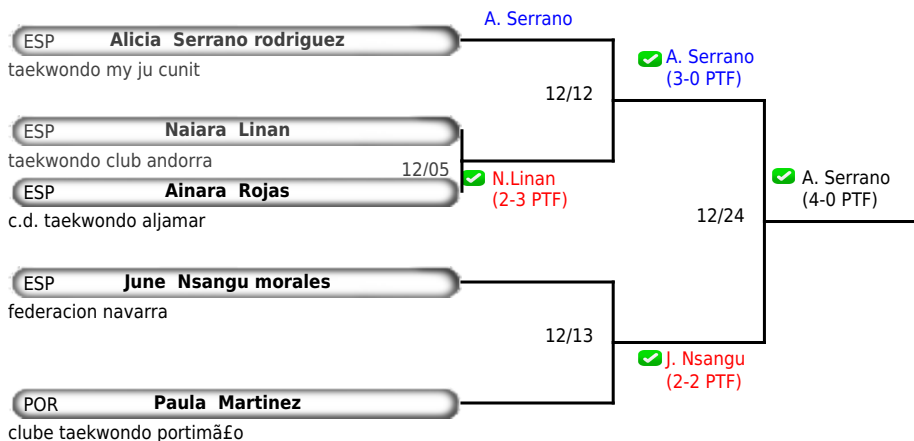 A. Serrano
ESP Alicia Serrano rodriguez
taekwondo my ju cunit
A. Serrano
(3-0 PTF)
12/12
ESP Naiara Linan
taekwondo club andorra
12/05
ESP Ainara Rojas
N.Linan
(2-3 PTF)
A. Serrano
(4-0 PTF)
c.d. taekwondo aljamar
12/24
ESP June Nsangu morales
federacion navarra
12/13
J. Nsangu
(2-2 PTF)
POR Paula Martinez
clube taekwondo portimã£o